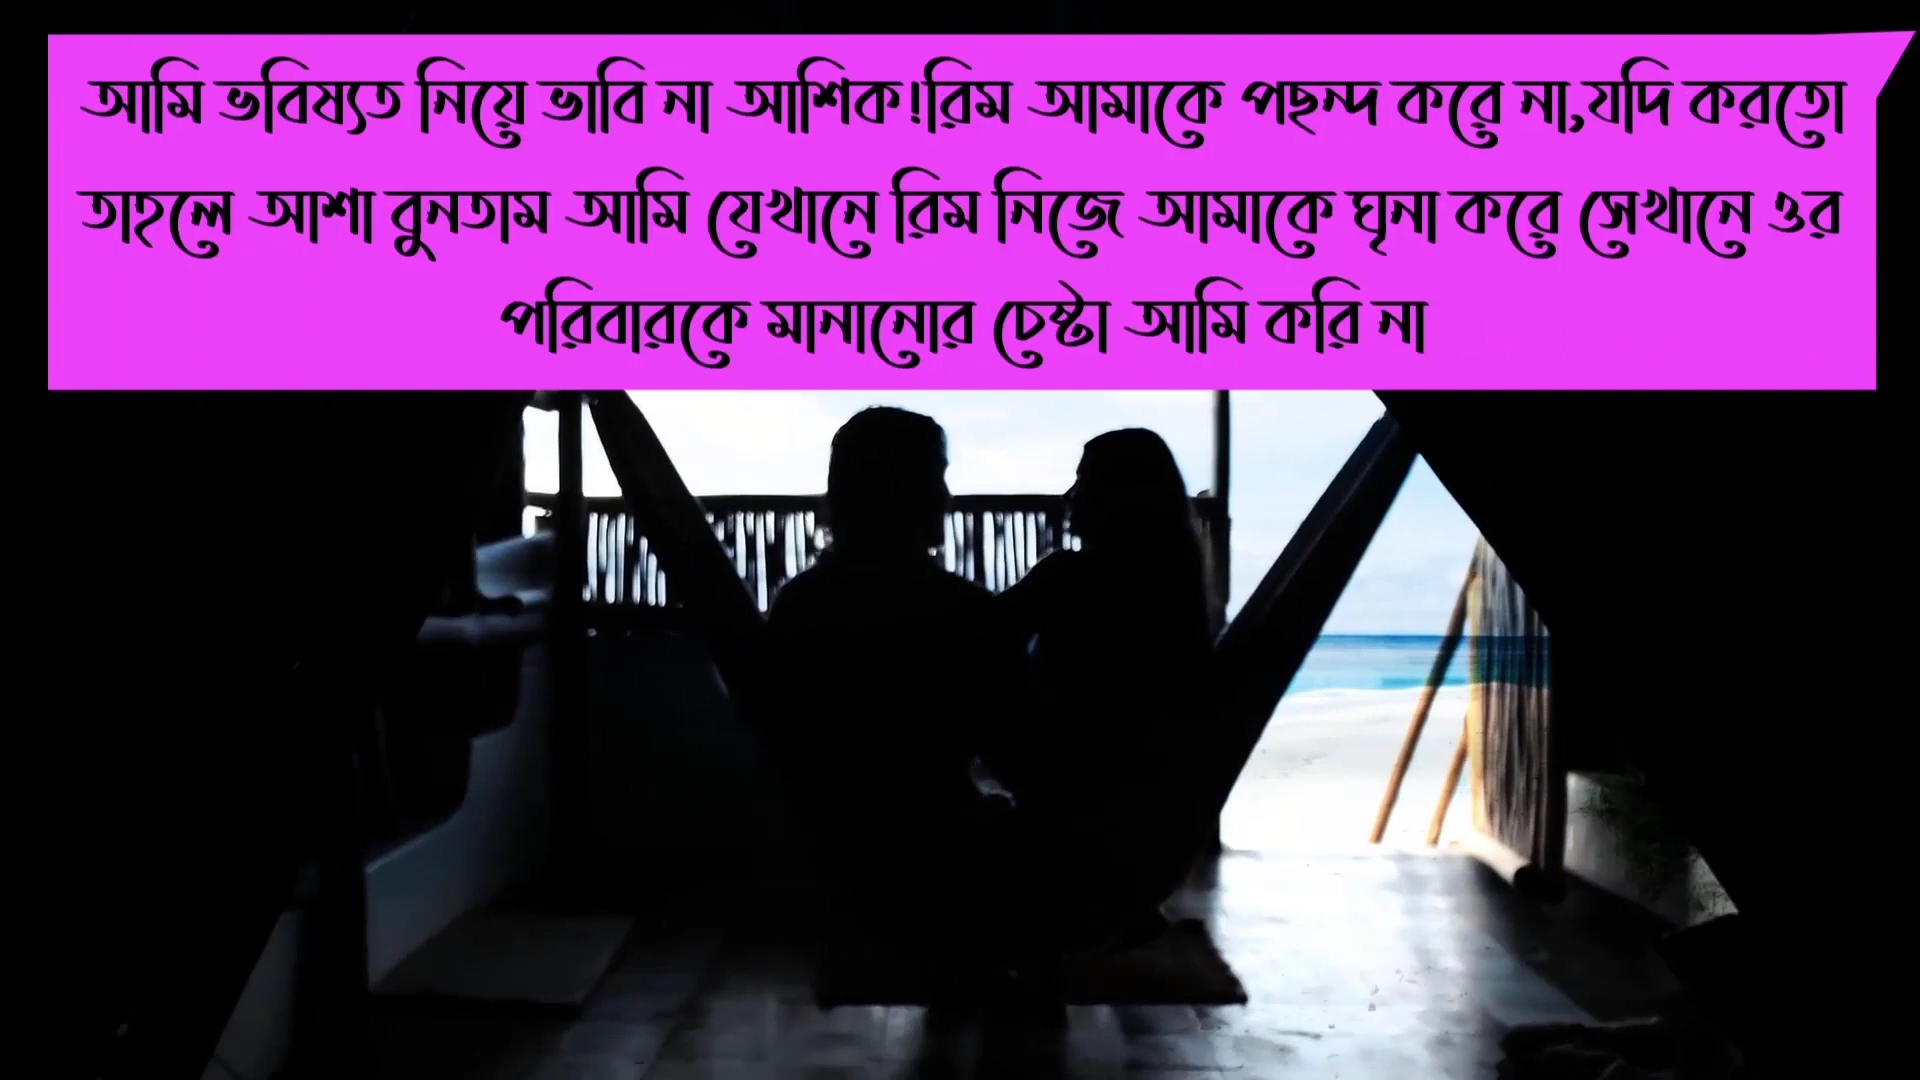 আমি ভবিষ্যত নিয়ে ভাবি না আশিক!রিম আমাকে পছন্দ করে না,যদি করতো
তাহলে আশা বুনতাম আমি যেখানে রিম নিজে আমাকে ঘৃনা করে সেখানে ওর
পরিবারকে মানানোর চেষ্টা আমি করি না